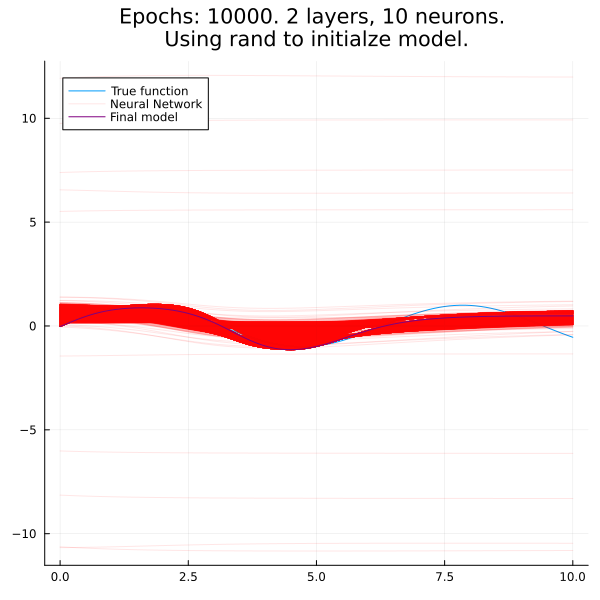 Epochs: 10000. 2 layers, 10 neurons.
Using rand to initialze model.
True function
Neural Network
Final model
10
5
0
−5
−10
0.0 2.5 5.0 7.5 10.0